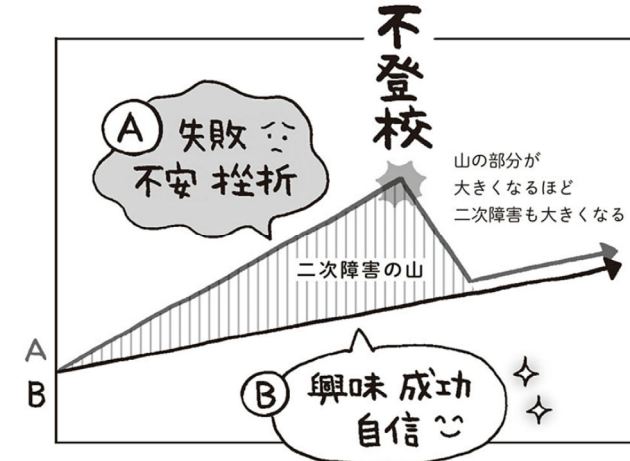 不登校
A 失敗
不安 挫折
山の部分が
大きくなるほど
二次障害も大きくなる
二次障害の山
A
B
B 興味 成功
自信